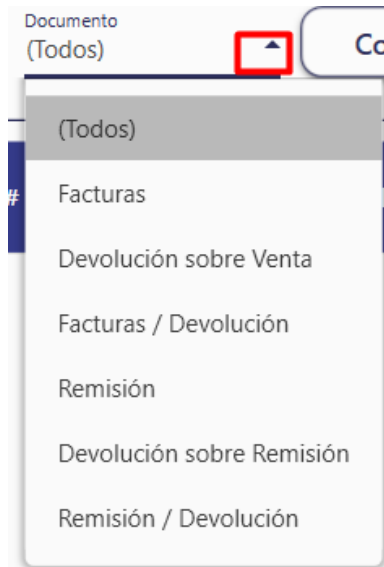 Documento
(Todos)
Co
(Todos)
#
Facturas
Devolución sobre Venta
Facturas / Devolución
Remisión
Devolución sobre Remisión
Remisión / Devolución